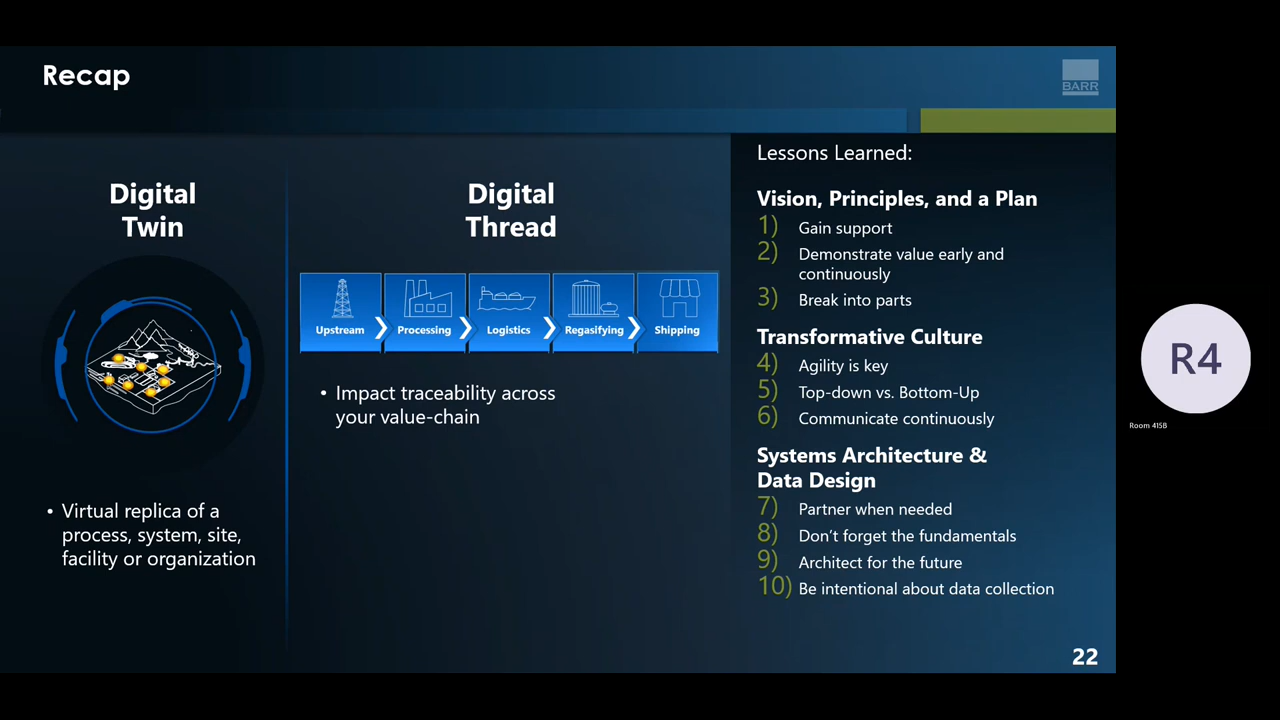 Recap
BARR
Digital
Twin
• Virtual replica of a
process, system, site,
facility or organization
Digital
Thread
Upstream
Processing
Logistics
Regasifying
Shipping
• Impact traceability across
your value-chain
Lessons Learned:
Vision, Principles, and a Plan
1) Gain support
2) Demonstrate value early and
continuously
3) Break into parts
Transformative Culture
4) Agility is key
5) Top-down vs. Bottom-Up
6) Communicate continuously
Systems Architecture &
Data Design
7) Partner when needed
8) Don’t forget the fundamentals
9) Architect for the future
10) Be intentional about data collection
22
R4
Room 415B